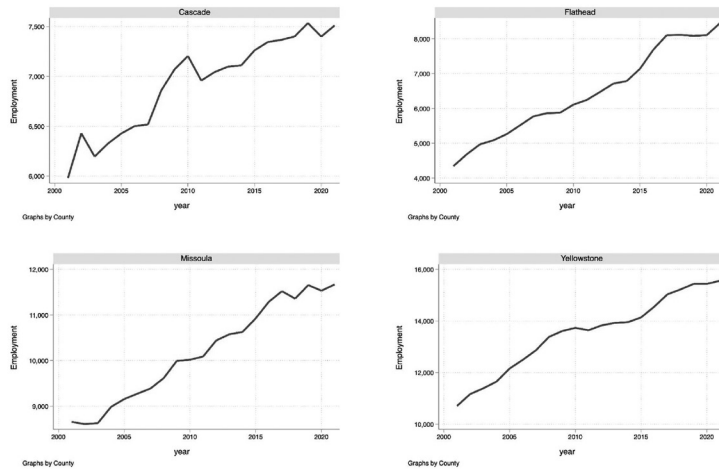 Cascade
7,500
7,000
6,500
6,000
Employment
2000
2005
2010
2015
2020
year
Graphs by County
Flathead
8,000
7,000
6,000
5,000
4,000
Employment
2000
2005
2010
2015
2020
year
Graphs by County
Missoula
12,000
11,000
10,000
9,000
Employment
2000
2005
2010
2015
2020
year
Graphs by County
Yellowstone
16,000
14,000
12,000
10,000
Employment
2000
2005
2010
2015
2020
year
Graphs by County